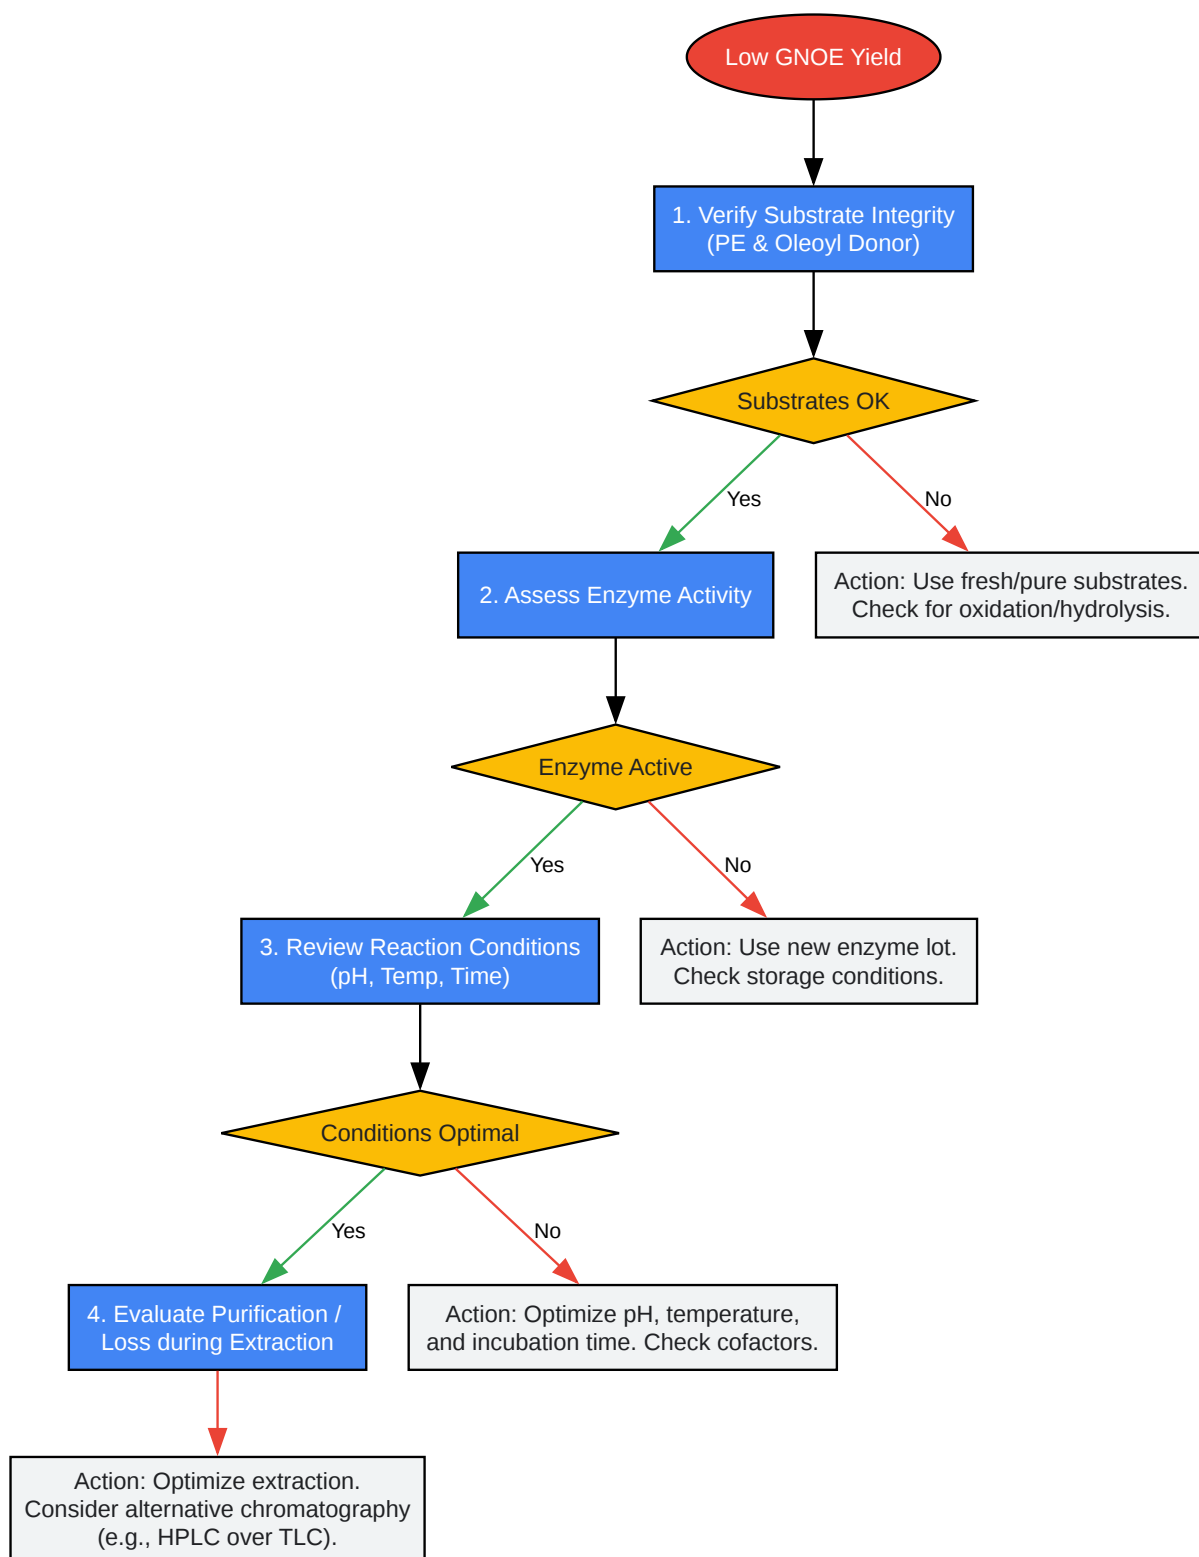 Low GNOE Yield
1. Verify Substrate Integrity
(PE & Oleoyl Donor)
Substrates OK
Yes
No
2. Assess Enzyme Activity
Action: Use fresh/pure substrates.
Check for oxidation/hydrolysis.
Enzyme Active
Yes
No
3. Review Reaction Conditions
(pH, Temp, Time)
Action: Use new enzyme lot.
Check storage conditions.
Conditions Optimal
Yes
No
4. Evaluate Purification /
Loss during Extraction
Action: Optimize pH, temperature,
and incubation time. Check cofactors.
Action: Optimize extraction.
Consider alternative chromatography
(e.g., HPLC over TLC).